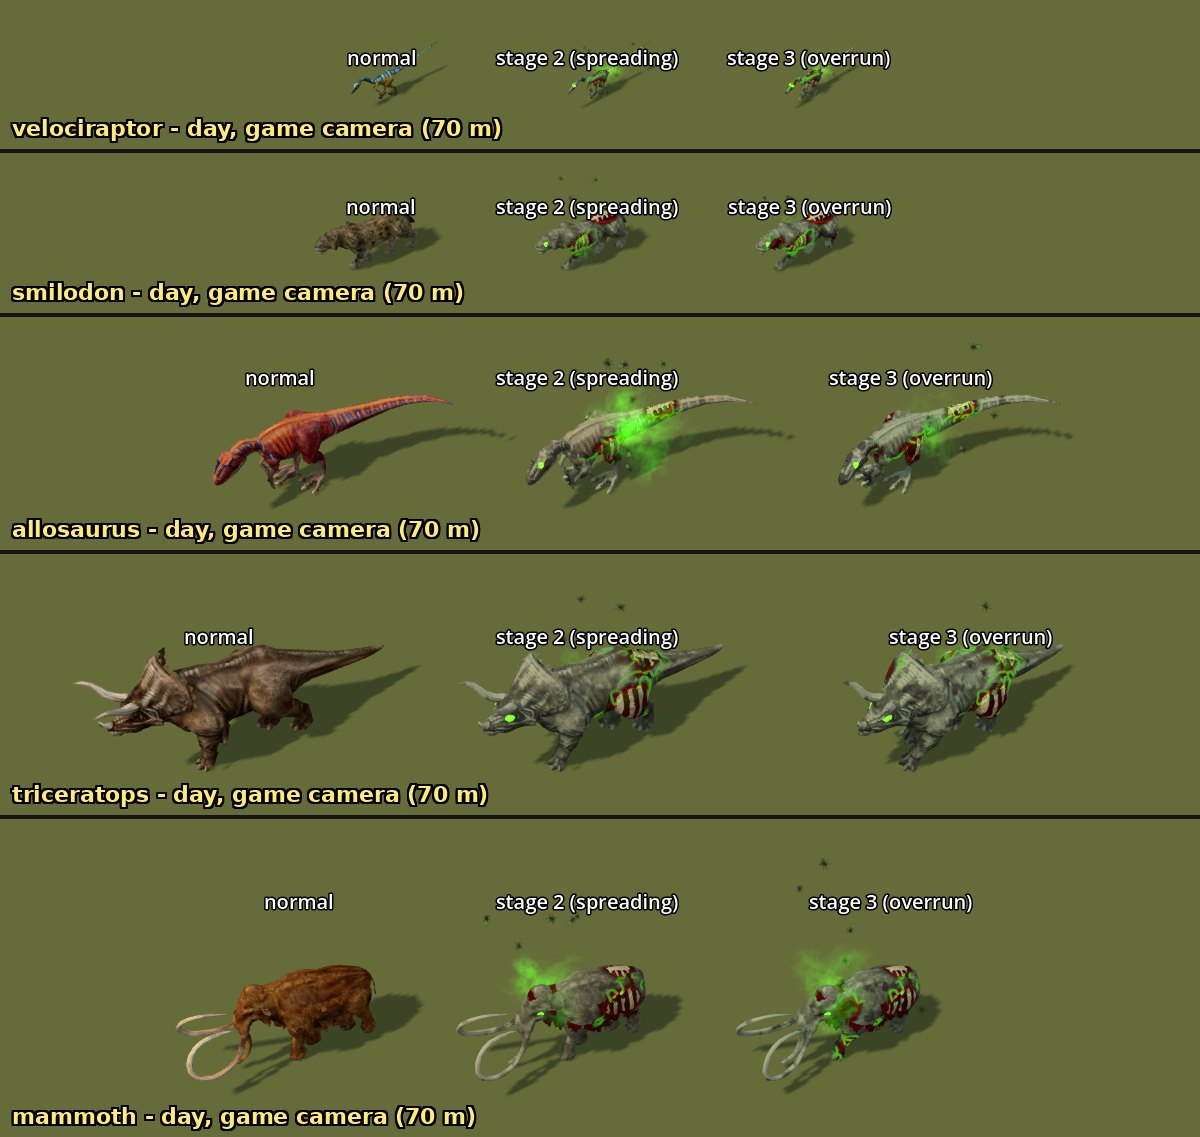 normal
stage 2 (spreading)
stage 3 (overrun)
velociraptor - day, game camera (70 m)
normal
stage 2 (spreading)
stage 3 (overrun)
smilodon - day, game camera (70 m)
normal
stage 2 (spreading)
stage 3 (overrun)
allosaurus - day, game camera (70 m)
normal
stage 2 (spreading)
stage 3 (overrun)
triceratops - day, game camera (70 m)
normal
stage 2 (spreading)
stage 3 (overrun)
mammoth - day, game camera (70 m)